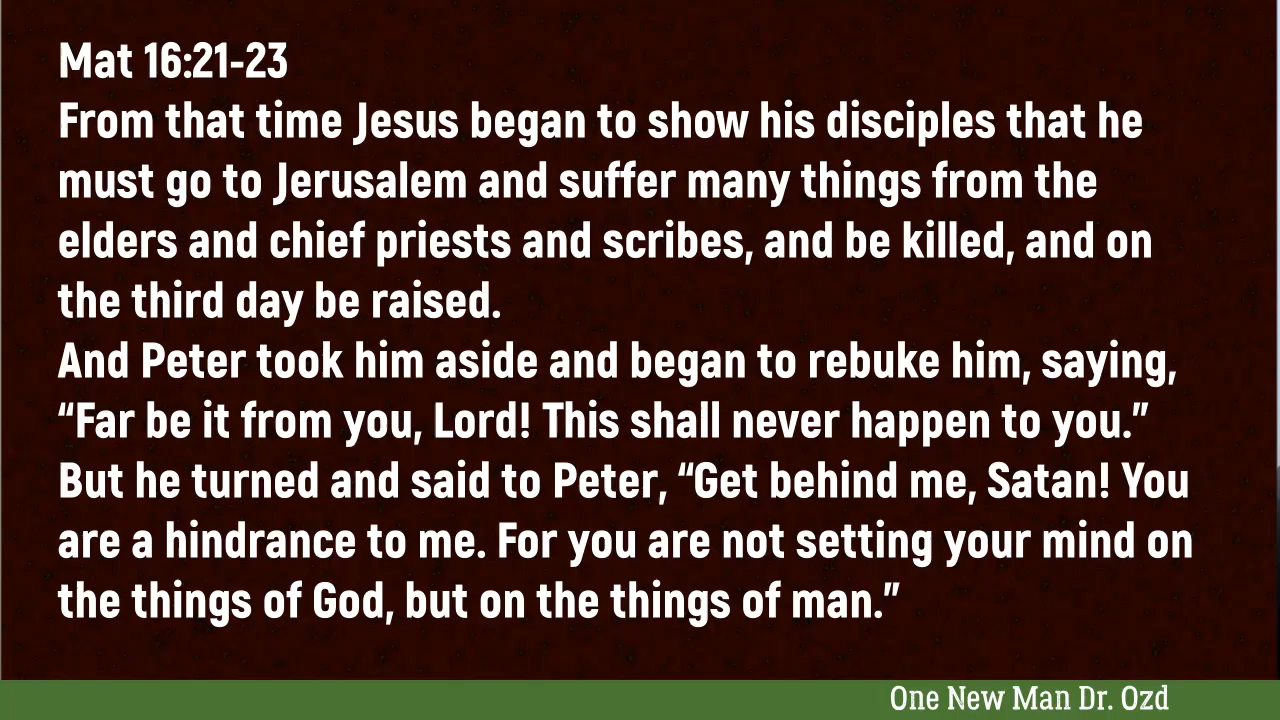 Mat 16:21-23
From that time Jesus began to show his disciples that he
must go to Jerusalem and suffer many things from the
elders and chief priests and scribes, and be killed, and on
the third day be raised.
And Peter took him aside and began to rebuke him, saying,
“Far be it from you, Lord! This shall never happen to you.”
But he turned and said to Peter, “Get behind me, Satan! You
are a hindrance to me. For you are not setting your mind on
the things of God, but on the things of man.”
One New Man Dr. Ozd